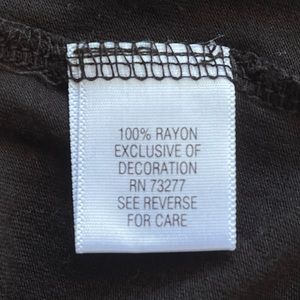 100% RAYON
EXCLUSIVE OF
DECORATION
RN 73277
SEE REVERSE
FOR CARE